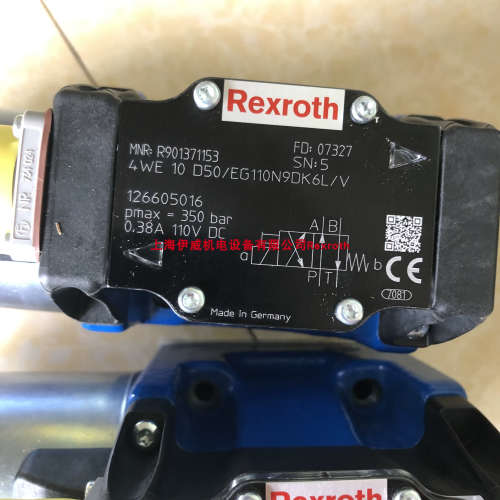 Rexroth
MNR: R901371153
FD: 07327
4WE 10 D50/EG110N9DK6L/V
SN: 5
126605016
pmax = 350 bar
0.38A 110V DC
上海伊威机电设备有限公司Rexroth
A B
a
b
P T
CE
7081
Made in Germany
Rexroth